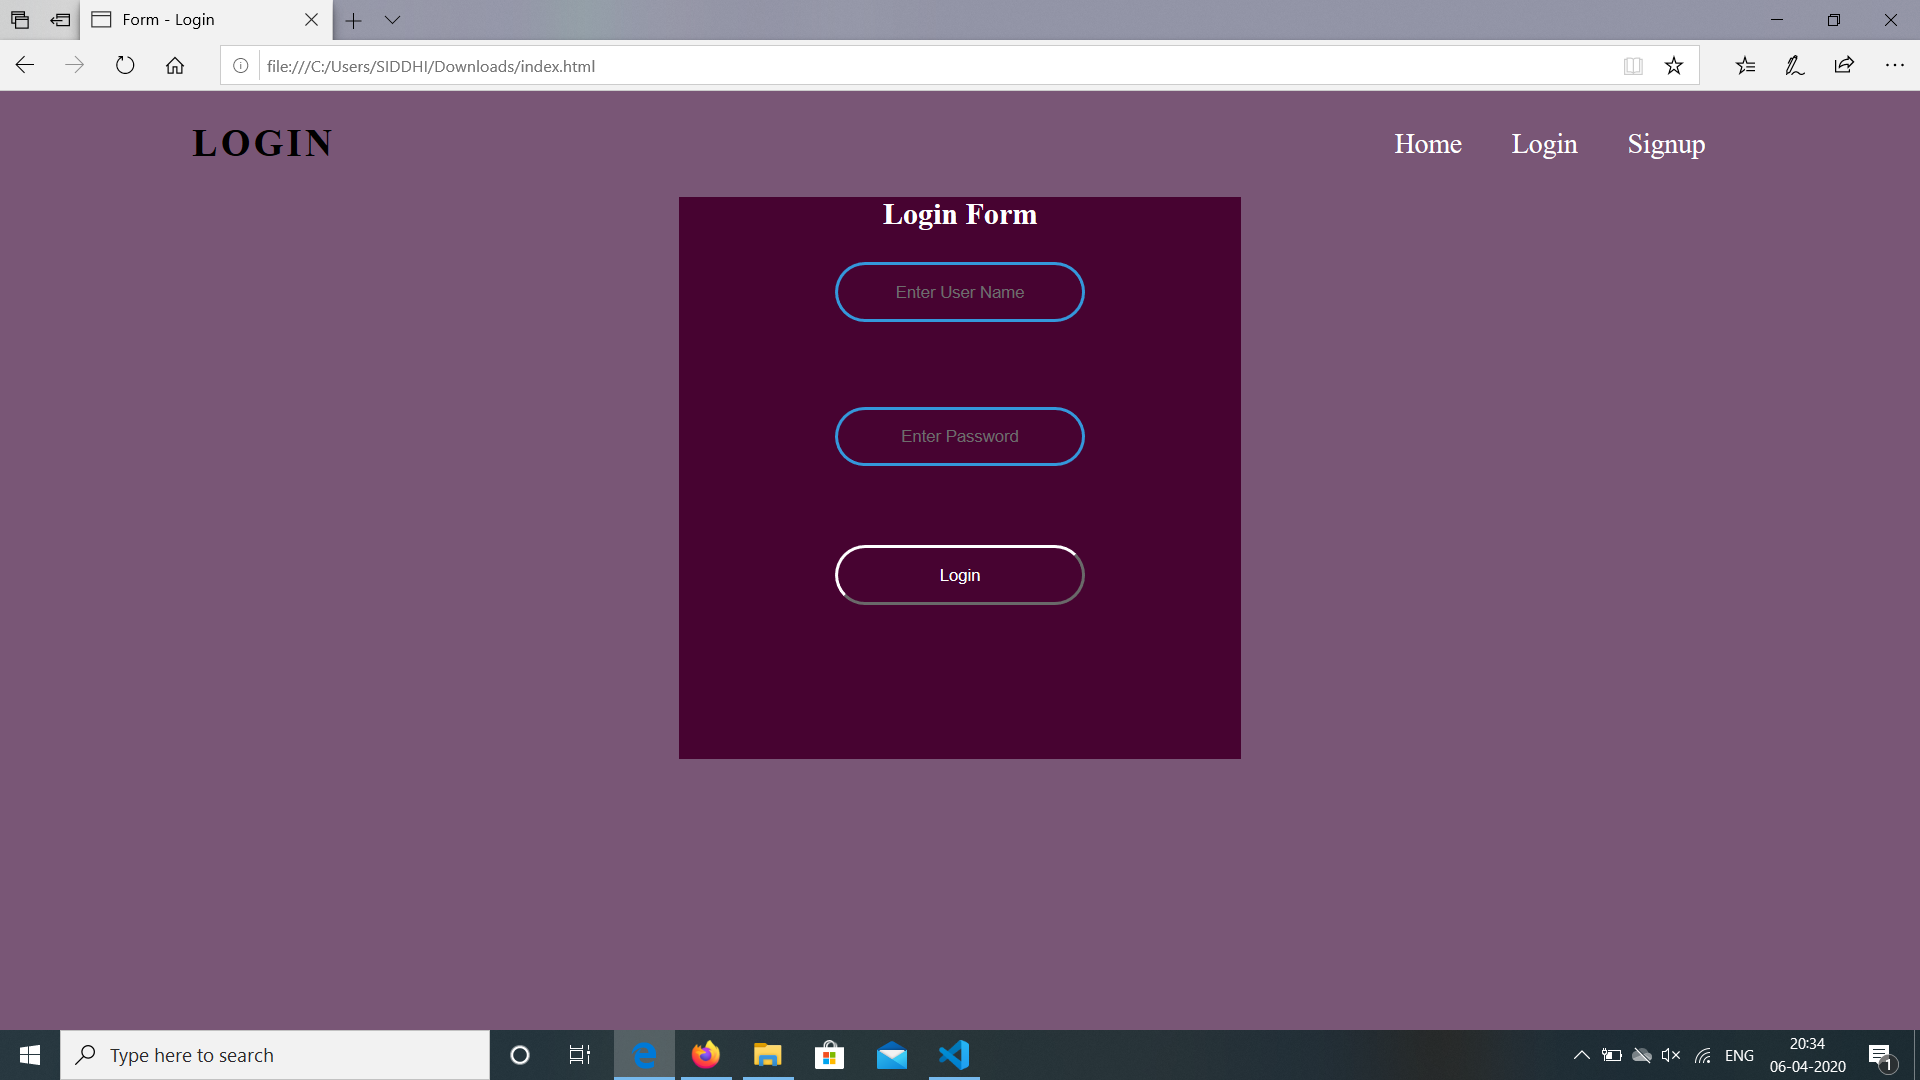 Form - Login
file:///C:/Users/SIDDHI/Downloads/index.html
LOGIN
Home Login Signup
Login Form
Enter User Name
Enter Password
Login
Type here to search
ENG
20:34
06-04-2020
1